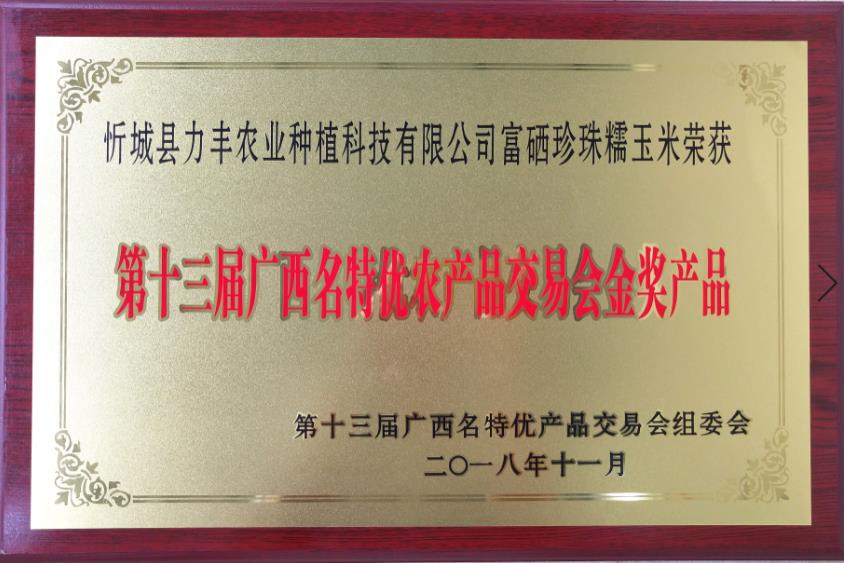 忻城县力丰农业种植科技有限公司富硒珍珠糯玉米荣获
第十三届广西名特优农产品交易会金奖产品
第十三届广西名特优产品交易会组委会
二〇一八年十一月